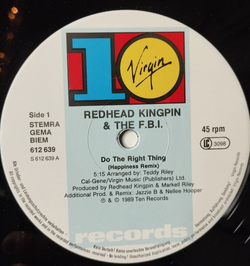 10
Virgin
REDHEAD KINGPIN
& THE F.B.I.
Side 1
STEMRA
GEMA
BIEM
612 639
S 612 639 A
45 rpm
LC 3098
Do The Right Thing
(Happiness Remix)
5:15 Arranged by: Teddy Riley
Cal-Gene/Virgin Music (Publishers) Ltd.
Produced by Redhead Kingpin & Markell Riley
Additional Prod. & Remix: Jazzie B & Nellee Hooper
℗ © 1989 Ten Records
records